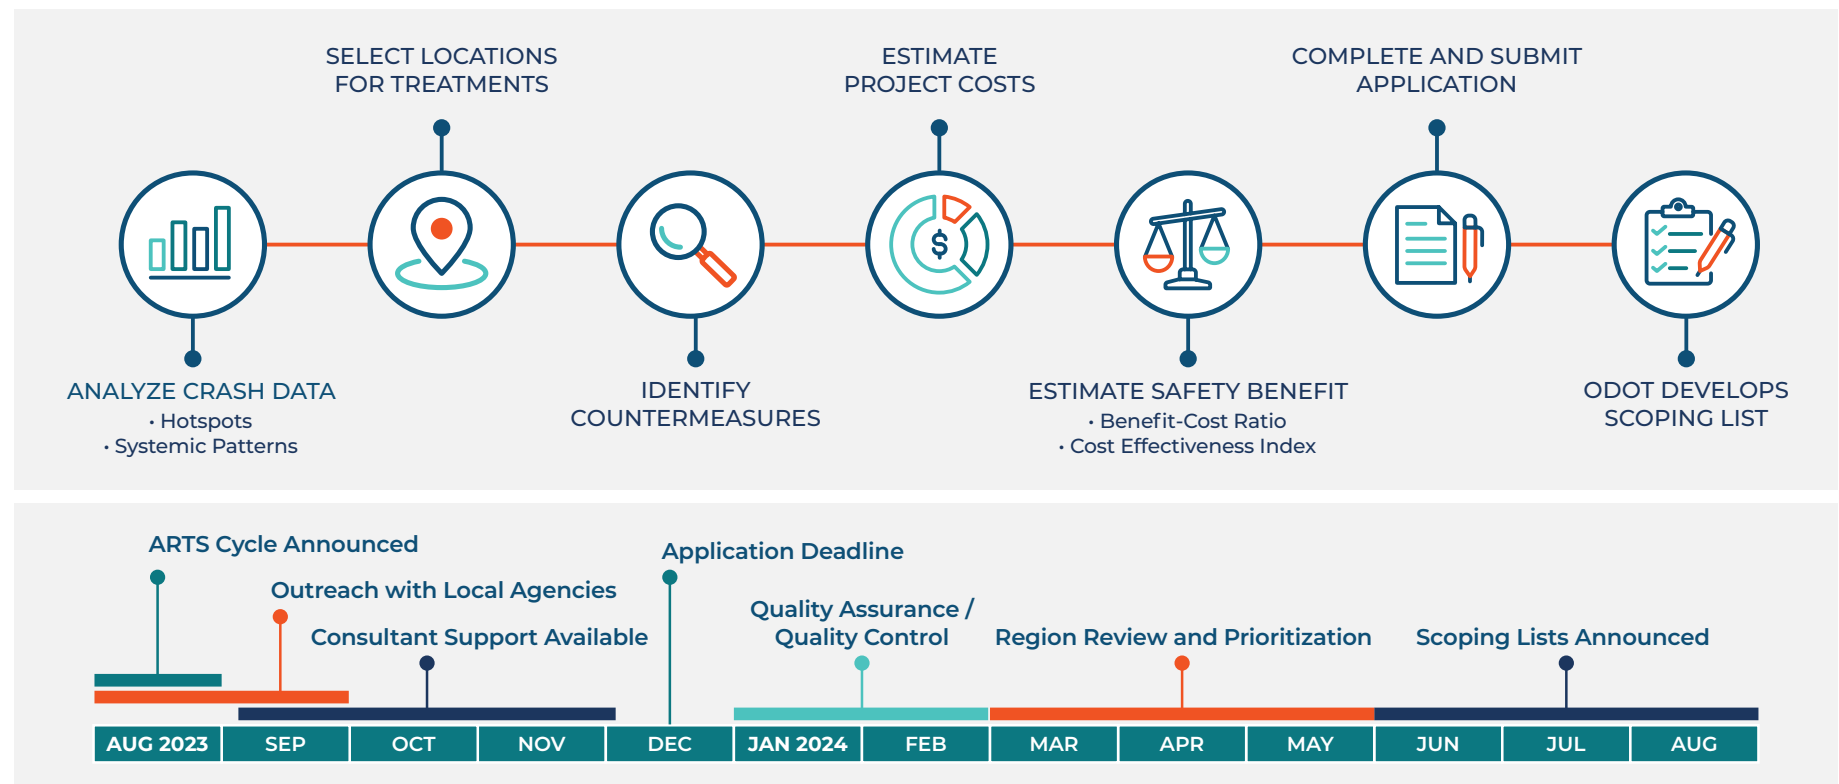 SELECT LOCATIONS
FOR TREATMENTS
ESTIMATE
PROJECT COSTS
COMPLETE AND SUBMIT
APPLICATION
$
ANALYZE CRASH DATA
• Hotspots
• Systemic Patterns
IDENTIFY
COUNTERMEASURES
ESTIMATE SAFETY BENEFIT
• Benefit-Cost Ratio
• Cost Effectiveness Index
ODOT DEVELOPS
SCOPING LIST
ARTS Cycle Announced
Outreach with Local Agencies
Consultant Support Available
Application Deadline
Quality Assurance /
Quality Control
Region Review and Prioritization
Scoping Lists Announced
AUG 2023 SEP OCT NOV DEC JAN 2024 FEB MAR APR MAY JUN JUL AUG